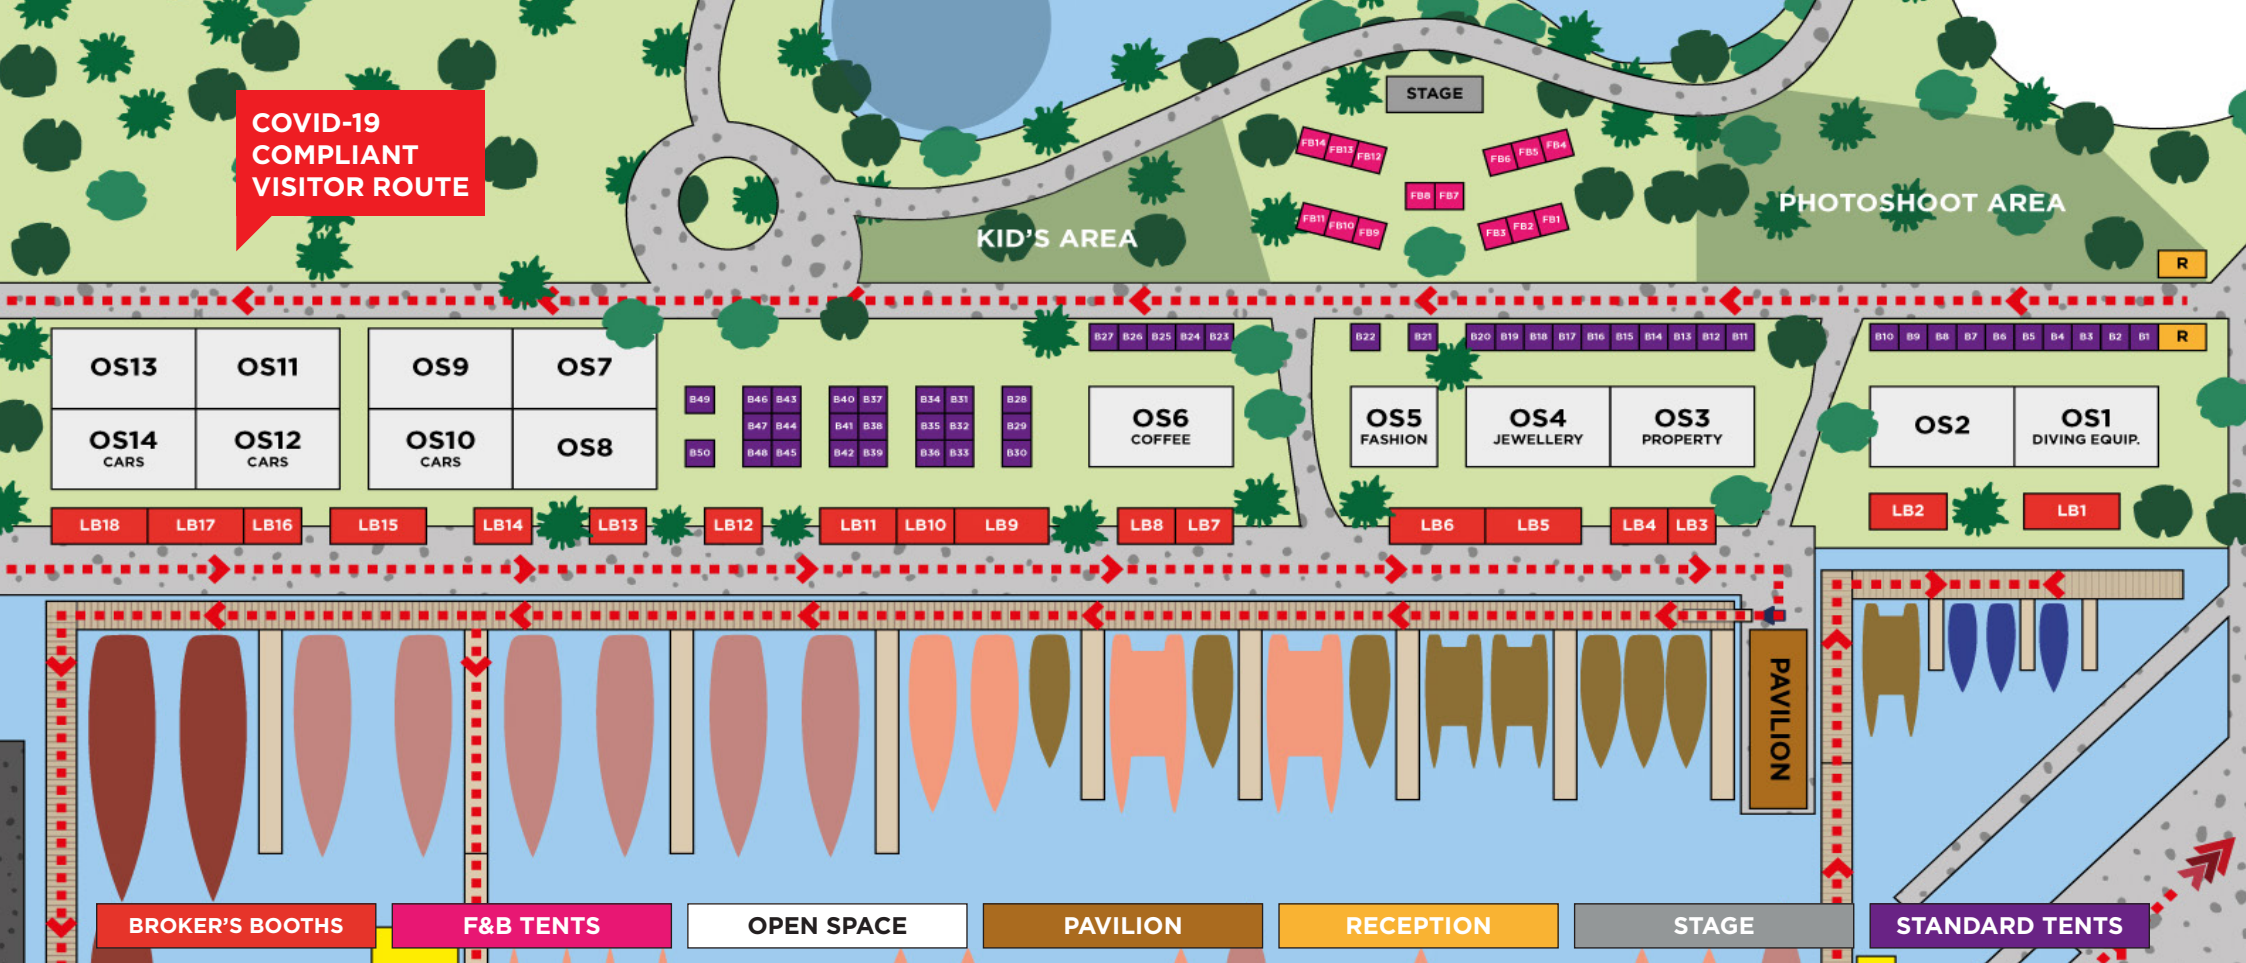 COVID-19
COMPLIANT
VISITOR ROUTE
STAGE
FB14 FB13 FB12
FB6 FB5 FB4
FB8 FB7
FB11 FB10 FB9
FB3 FB2 FB1
KID'S AREA
PHOTOSHOOT AREA
R
B27 B26 B25 B24 B23
B22
B21
B20 B19 B18 B17 B16 B15 B14 B13 B12 B11
B10 B9 B8 B7 B6 B5 B4 B3 B2 B1 R
OS13 OS11
OS9 OS7
OS14
CARS
OS12
CARS
OS10
CARS
OS8
B49
B50
B46 B43
B47 B44
B48 B45
B40 B37
B41 B38
B42 B39
B34 B31
B35 B32
B36 B33
B28
B29
B30
OS6
COFFEE
OS5
FASHION
OS4
JEWELLERY
OS3
PROPERTY
OS2
OS1
DIVING EQUIP.
LB18 LB17 LB16
LB15
LB14
LB13
LB12
LB11 LB10 LB9
LB8 LB7
LB6 LB5
LB4 LB3
LB2
LB1
PAVILION
BROKER'S BOOTHS
F&B TENTS
OPEN SPACE
PAVILION
RECEPTION
STAGE
STANDARD TENTS